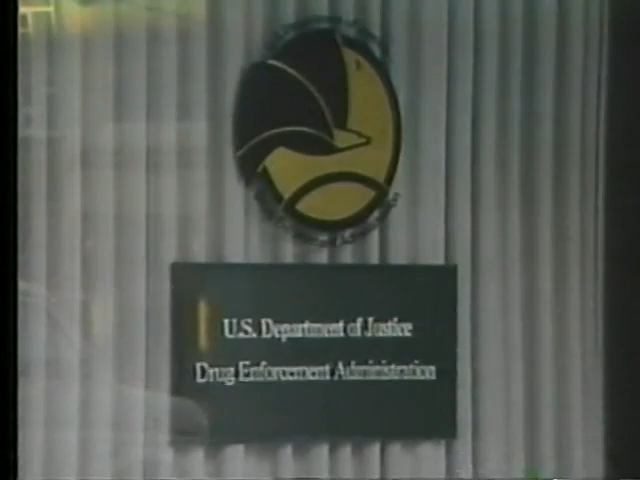 U.S. Department of Justice
Drug Enforcement Administration